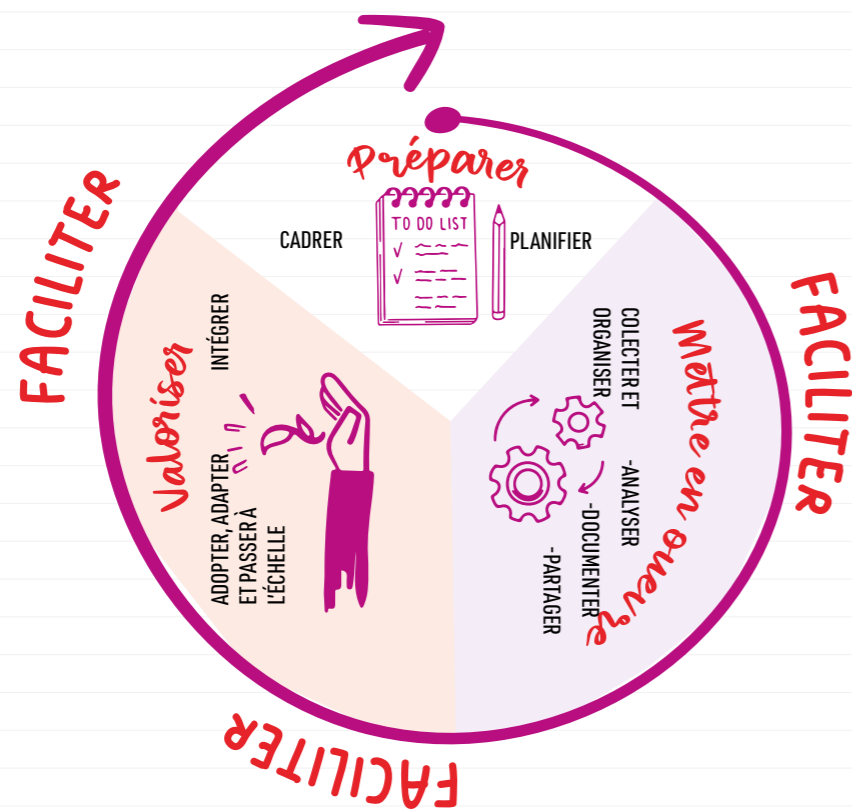 Préparer
TO DO LIST
CADRER
PLANIFIER
FACILITER
Mettre en ouevre
COLECTER ET
ORGANISER
-ANALYSER
-DOCUMENTER
-PARTAGER
FACILITER
Valoriser
INTÉGRER
ADOPTER, ADAPTER
ET PASSER À
L'ÉCHELLE
FACILITER